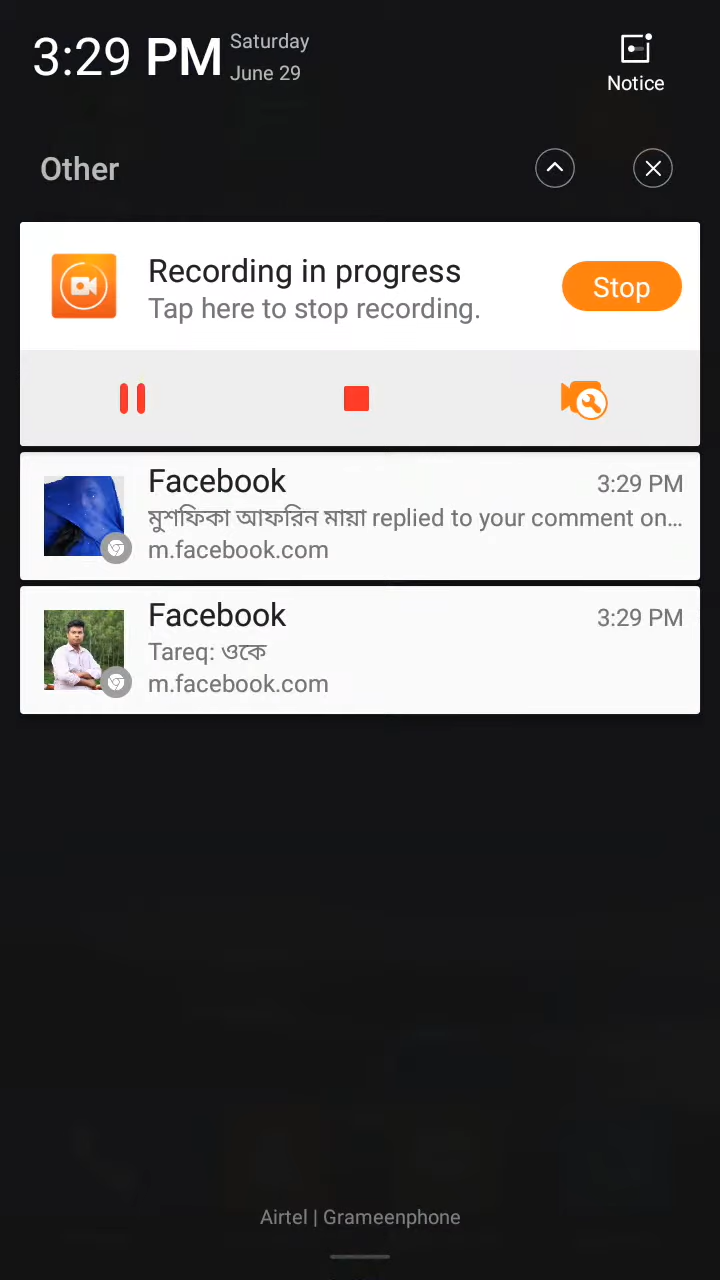 3:29 PM
Saturday
June 29
Notice
Other
Recording in progress
Tap here to stop recording.
Stop
Facebook
3:29 PM
মুশফিকা আফরিন মায়া replied to your comment on...
m.facebook.com
Facebook
3:29 PM
Tareq: ওকে
m.facebook.com
Airtel | Grameenphone